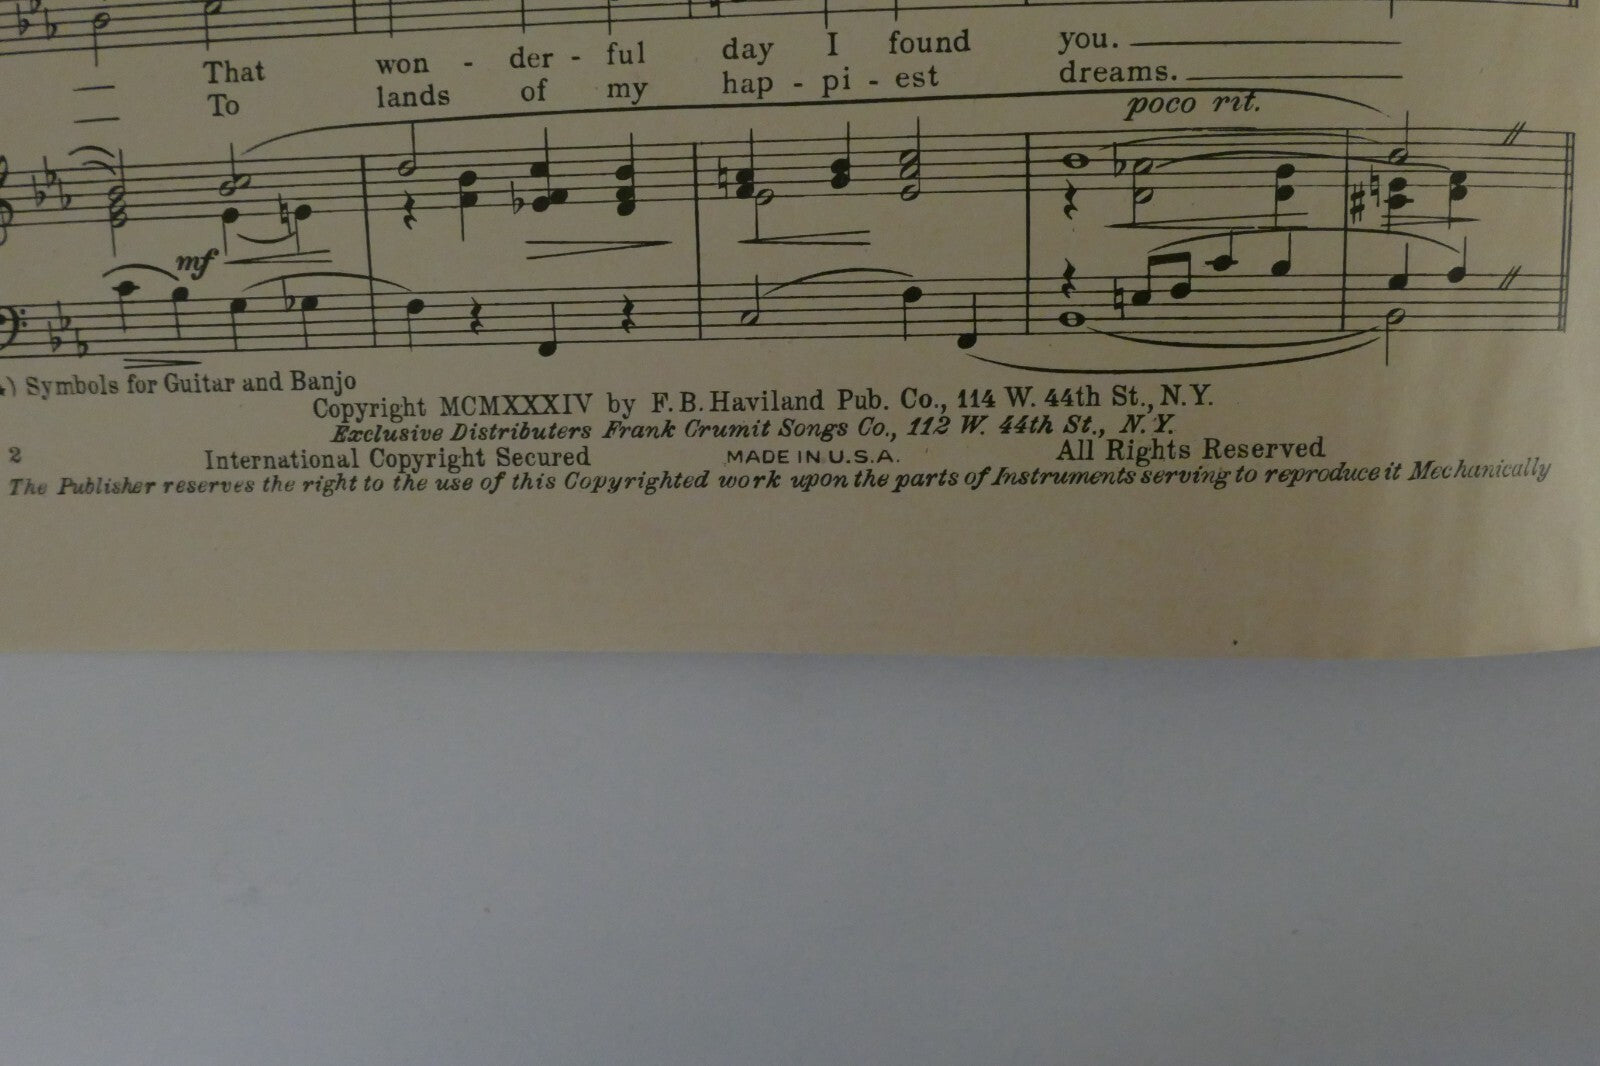 That won - der - ful day I found you.
To lands of my hap - pi - est dreams.
poco rit.
mf
) Symbols for Guitar and Banjo
Copyright MCMXXXIV by F. B. Haviland Pub. Co., 114 W. 44th St., N. Y.
Exclusive Distributers Frank Crumit Songs Co., 112 W. 44th St., N. Y.
2 International Copyright Secured MADE IN U.S.A. All Rights Reserved
The Publisher reserves the right to the use of this Copyrighted work upon the parts of Instruments serving to reproduce it Mechanically